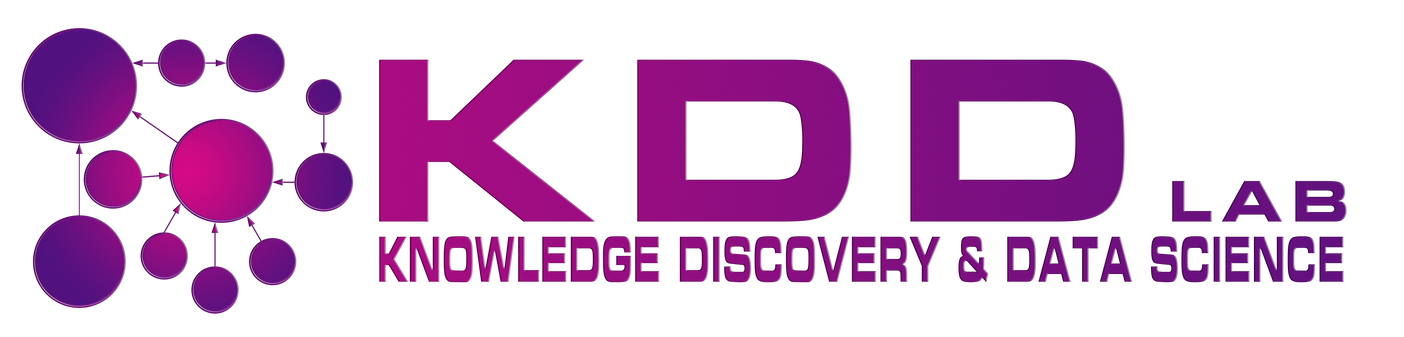 KDD LAB
KNOWLEDGE DISCOVERY & DATA SCIENCE